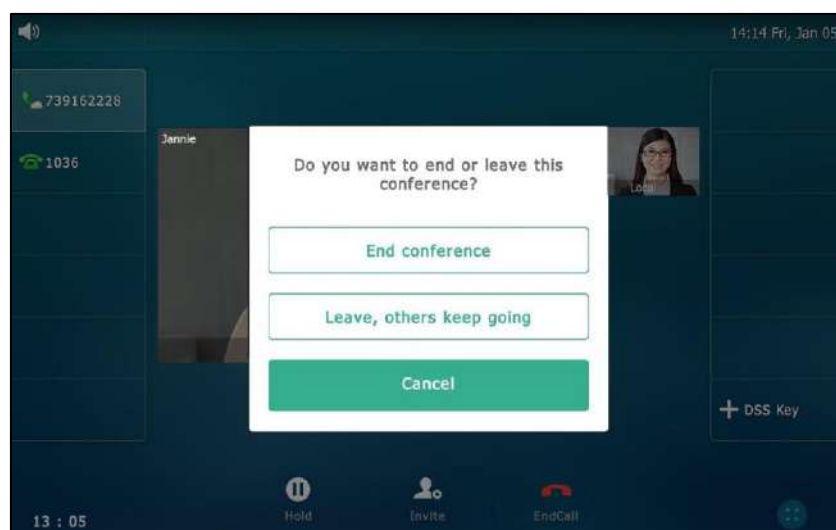 14:14 Fri, Jan 05
739162228
1036
Jannie
Local
Do you want to end or leave this
conference?
End conference
Leave, others keep going
Cancel
DSS Key
Hold
Invite
EndCall
13 : 05